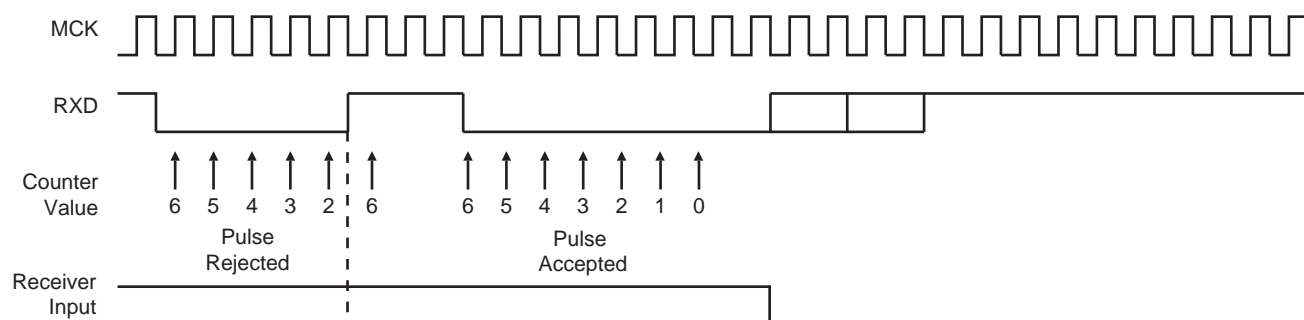 MCK
RXD
Counter
Value
6 5 4 3 2 6 6 5 4 3 2 1 0
Pulse
Rejected
Pulse
Accepted
Receiver
Input